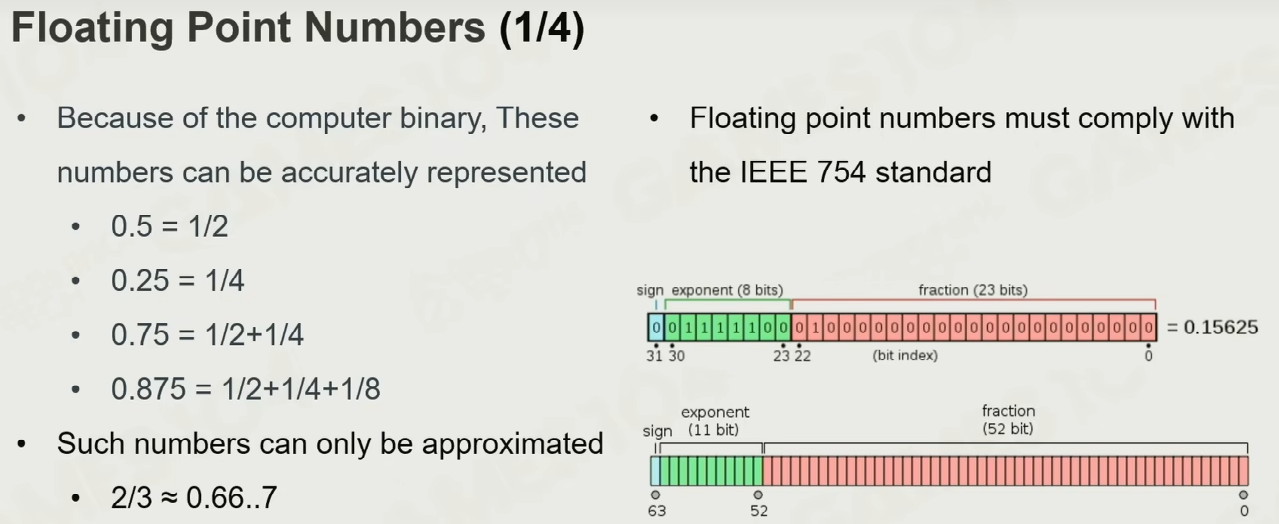 Floating Point Numbers (1/4)
• Because of the computer binary, These
numbers can be accurately represented
• 0.5 = 1/2
• 0.25 = 1/4
• 0.75 = 1/2+1/4
• 0.875 = 1/2+1/4+1/8
• Such numbers can only be approximated
• 2/3 ≈ 0.66..7
• Floating point numbers must comply with
the IEEE 754 standard
sign exponent (8 bits) fraction (23 bits)
0 0 1 1 1 1 1 0 0 0 1 0 0 0 0 0 0 0 0 0 0 0 0 0 0 0 0 0 0 0 0 0 = 0.15625
31 30 23 22 (bit index) 0
exponent fraction
sign (11 bit) (52 bit)
63 52 0